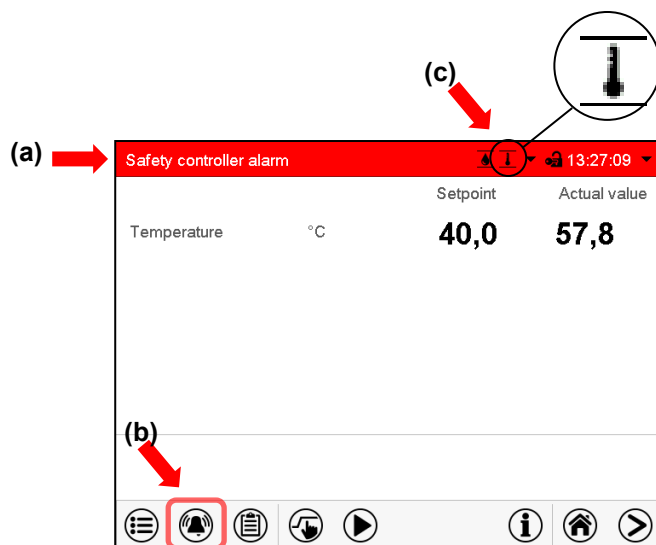 (c)
(a)
Safety controller alarm 13:27:09
Setpoint Actual value
Temperature °C 40,0 57,8
(b)